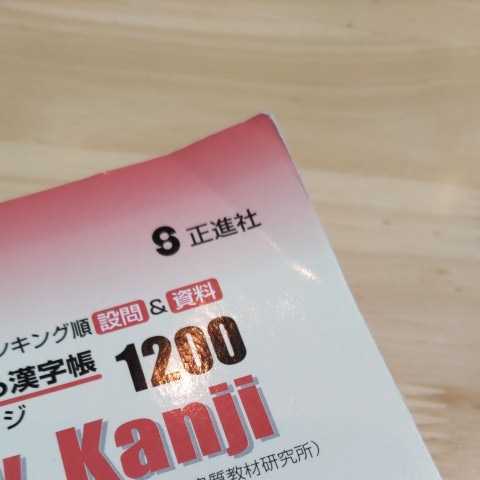 正進社
ンキング順 設問 & 資料
漢字帳 1200
ジ
Kanji
質教材研究所）